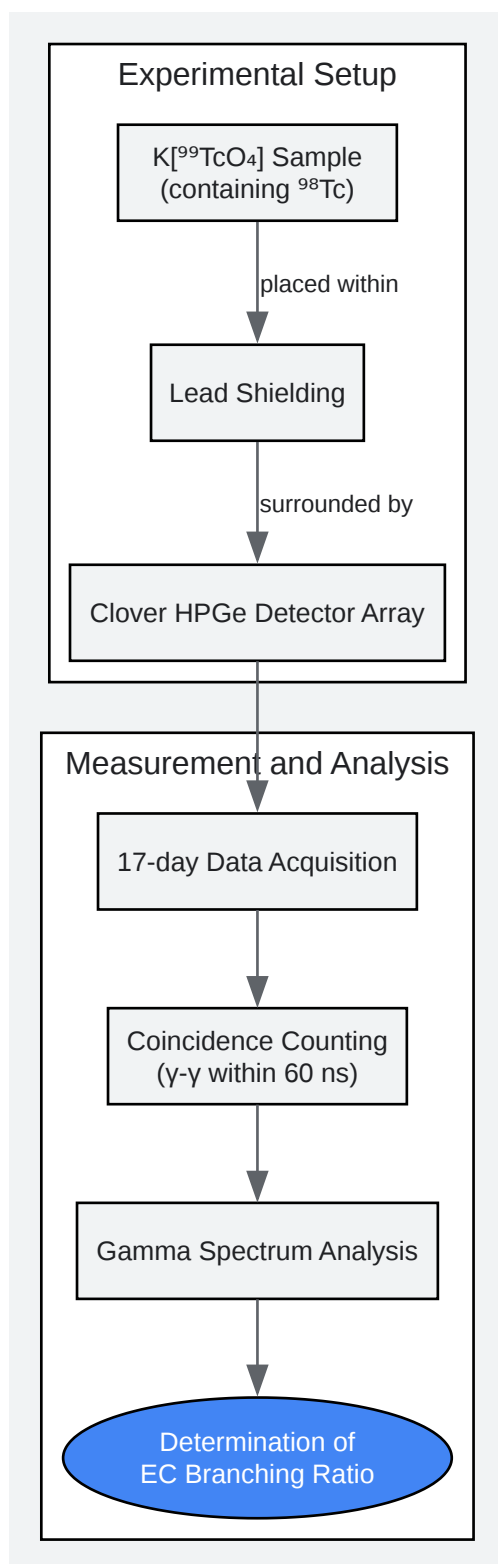 Experimental Setup
K[⁹⁹TcO₄] Sample
(containing ⁹⁸Tc)
placed within
Lead Shielding
surrounded by
Clover HPGe Detector Array
Measurement and Analysis
17-day Data Acquisition
Coincidence Counting
(γ-γ within 60 ns)
Gamma Spectrum Analysis
Determination of
EC Branching Ratio